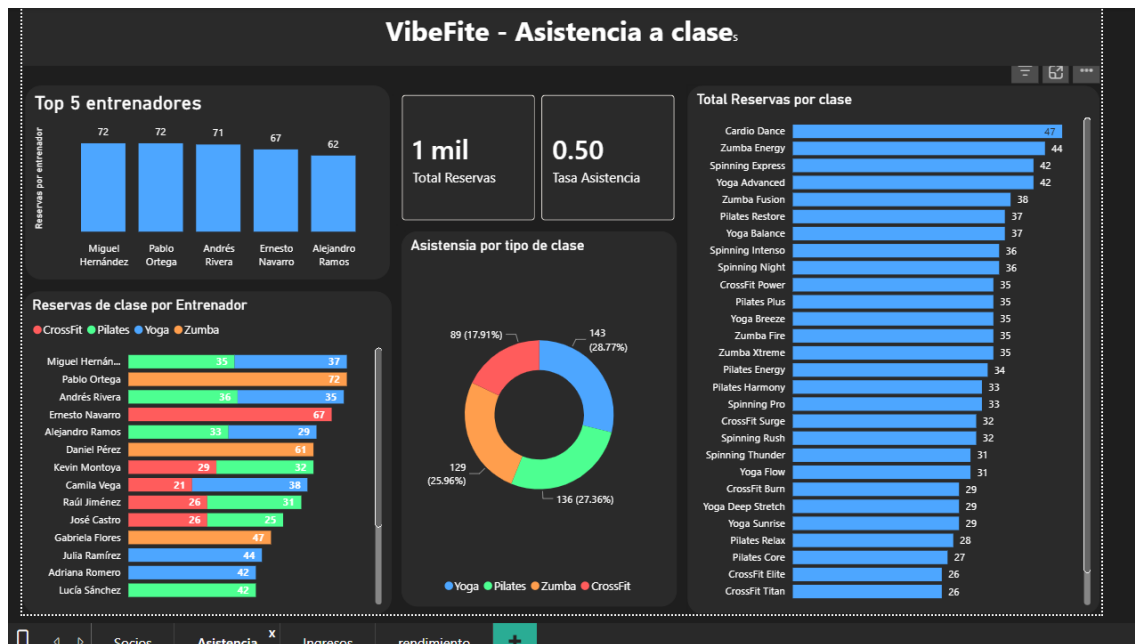 VibeFite - Asistencia a clases
Top 5 entrenadores
Reservas por entrenador
72
72
71
67
62
Miguel Hernández
Pablo Ortega
Andrés Rivera
Ernesto Navarro
Alejandro Ramos
1 mil
Total Reservas
0.50
Tasa Asistencia
Reservas de clase por Entrenador
CrossFit Pilates Yoga Zumba
Miguel Hernán... 35 37
Pablo Ortega 72
Andrés Rivera 36 35
Ernesto Navarro 67
Alejandro Ramos 33 29
Daniel Pérez 61
Kevin Montoya 29 32
Camila Vega 21 38
Raúl Jiménez 26 31
José Castro 26 25
Gabriela Flores 47
Julia Ramírez 44
Adriana Romero 42
Lucía Sánchez 42
Asistensia por tipo de clase
89 (17.91%)
143
(28.77%)
129
(25.96%)
136 (27.36%)
Yoga Pilates Zumba CrossFit
Total Reservas por clase
Cardio Dance 47
Zumba Energy 44
Spinning Express 42
Yoga Advanced 42
Zumba Fusion 38
Pilates Restore 37
Yoga Balance 37
Spinning Intenso 36
Spinning Night 36
CrossFit Power 35
Pilates Plus 35
Yoga Breeze 35
Zumba Fire 35
Zumba Xtreme 35
Pilates Energy 34
Pilates Harmony 33
Spinning Pro 33
CrossFit Surge 32
Spinning Rush 32
Spinning Thunder 31
Yoga Flow 31
CrossFit Burn 29
Yoga Deep Stretch 29
Yoga Sunrise 29
Pilates Relax 28
Pilates Core 27
CrossFit Elite 26
CrossFit Titan 26
Socios Asistencia x Ingresos rendimiento +